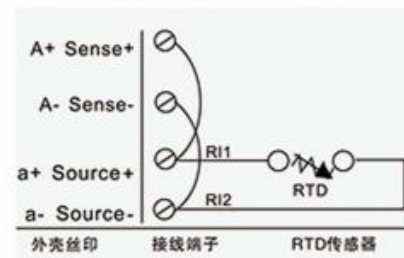 A+ Sense+
A- Sense-
a+ Source+ RI1
RTD
a- Source- RI2
外壳丝印 接线端子 RTD传感器